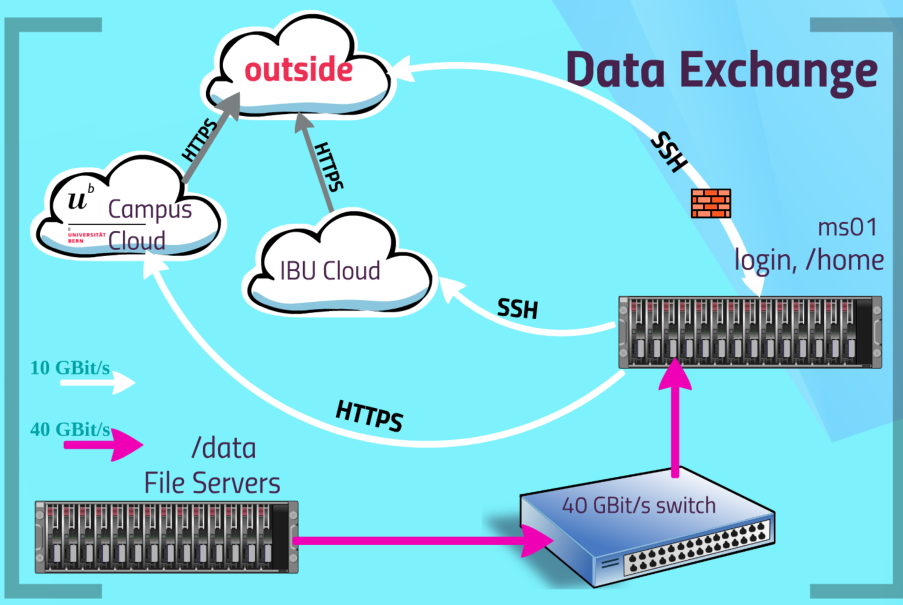 Data Exchange
outside
HTTPS
HTTPS
SSH
u b
Campus
Cloud
b
UNIVERSITÄT
BERN
IBU Cloud
ms01
login, /home
SSH
HTTPS
10 GBit/s
40 GBit/s
/data
File Servers
40 GBit/s switch